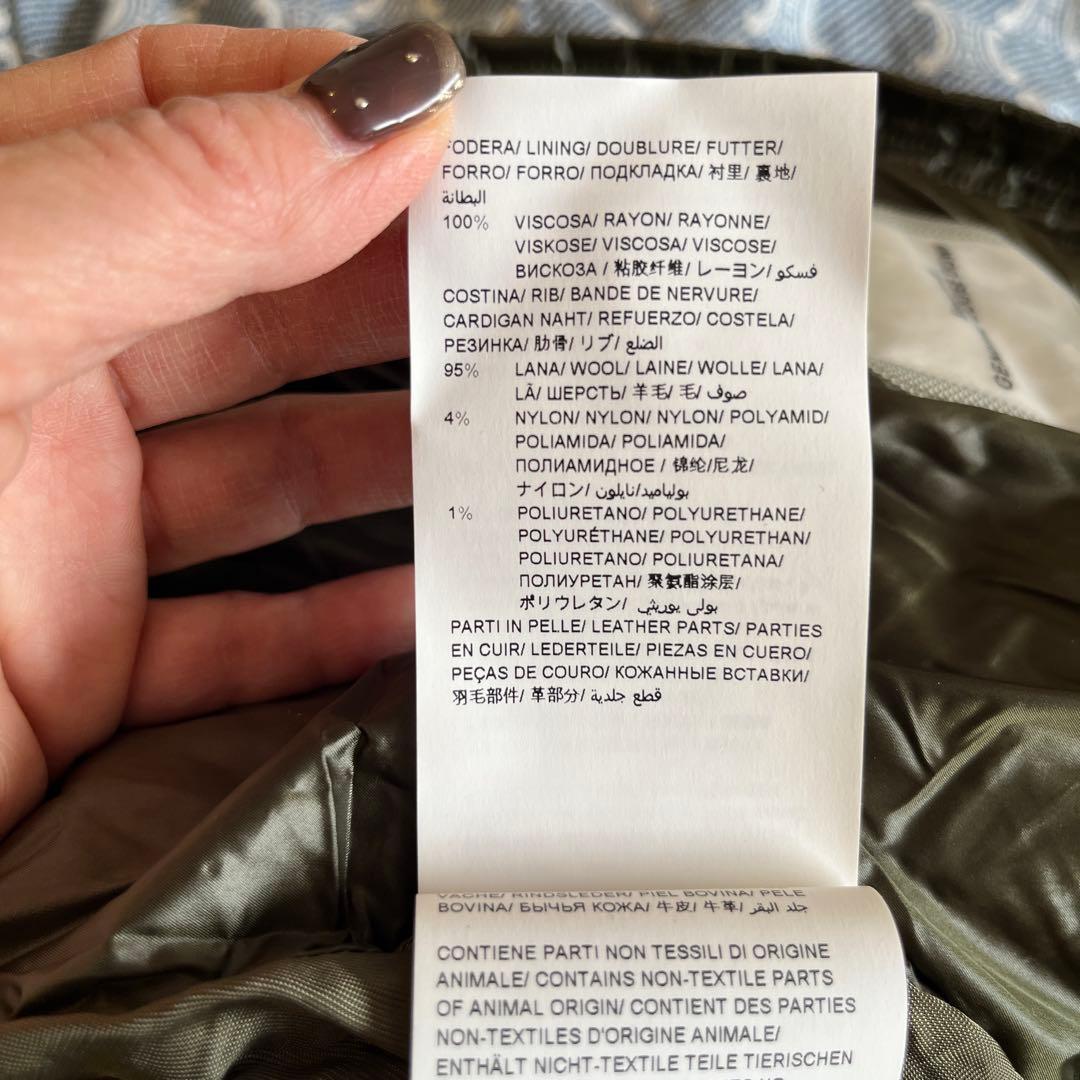 FODERA/ LINING/ DOUBLURE/ FUTTER/
FORRO/ FORRO/ ПОДКЛАДКА/ 衬里/ 裏地/
البطانة
100% VISCOSA/ RAYON/ RAYONNE/
VISKOSE/ VISCOSA/ VISCOSE/
ВИСКОЗА / 粘胶纤维/ レーヨン/ فسكو
COSTINA/ RIB/ BANDE DE NERVURE/
CARDIGAN NAHT/ REFUERZO/ COSTELA/
РЕЗИНКА/ 肋骨/ リブ/ الضلع
95% LANA/ WOOL/ LAINE/ WOLLE/ LANA/
LÃ/ ШЕРСТЬ/ 羊毛/ 毛/ صوف
4% NYLON/ NYLON/ NYLON/ POLYAMID/
POLIAMIDA/ POLIAMIDA/
ПОЛИАМИДНОЕ / 锦纶/尼龙/
ナイロン/ بولياميد/نايلون
1% POLIURETANO/ POLYURETHANE/
POLYURÉTHANE/ POLYURETHAN/
POLIURETANO/ POLIURETANA/
ПОЛИУРЕТАН/ 聚氨酯涂层/
ポリウレタン/ بولى يوريثي
PARTI IN PELLE/ LEATHER PARTS/ PARTIES
EN CUIR/ LEDERTEILE/ PIEZAS EN CUERO/
PEÇAS DE COURO/ КОЖАННЫЕ ВСТАВКИ/
羽毛部件/ 革部分/ قطع جلدية
VACHE/ RINDSLEDER/ PIEL BOVINA/ PELE
BOVINA/ БЫЧЬЯ КОЖА/ 牛皮/ 牛革/ جلد البقر
CONTIENE PARTI NON TESSILI DI ORIGINE
ANIMALE/ CONTAINS NON-TEXTILE PARTS
OF ANIMAL ORIGIN/ CONTIENT DES PARTIES
NON-TEXTILES D'ORIGINE ANIMALE/
ENTHÄLT NICHT-TEXTILE TEILE TIERISCHEN